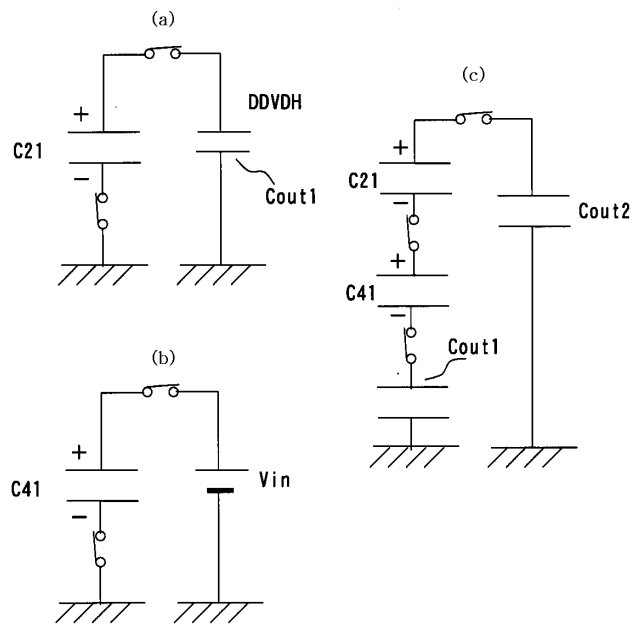 (a)
+
DDVDH
C21
−
Cout1
(b)
+
C41
Vin
−
(c)
+
C21
−
Cout2
+
C41
−
Cout1